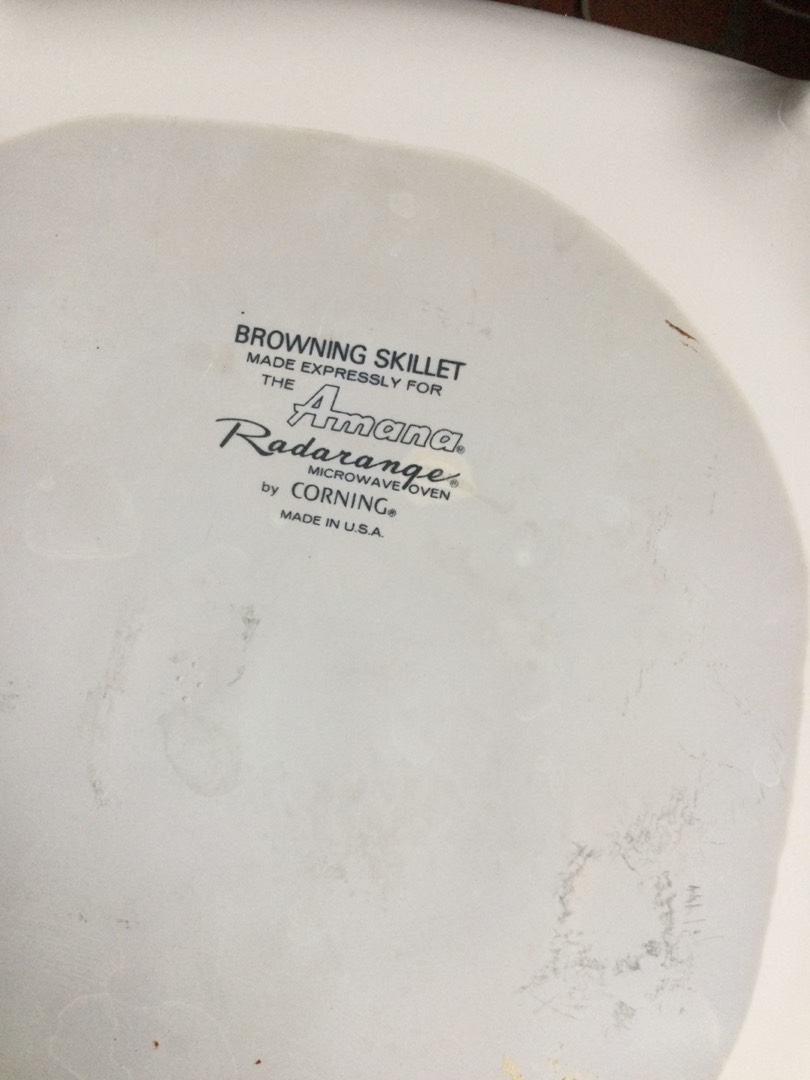 BROWNING SKILLET
MADE EXPRESSLY FOR
THE Amana®
Radarange®
MICROWAVE OVEN
by CORNING®
MADE IN U.S.A.